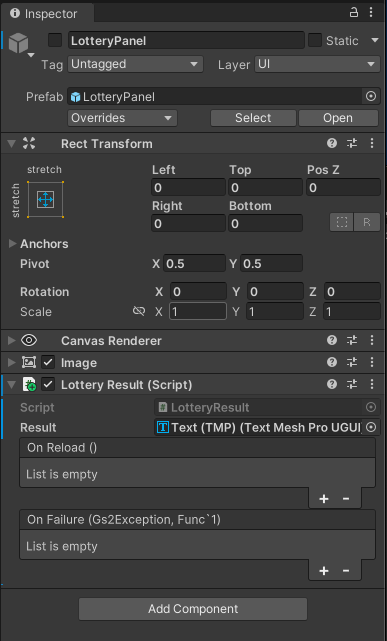 Inspector
LotteryPanel
Static
Tag Untagged Layer UI
Prefab LotteryPanel
Overrides Select Open
Rect Transform
stretch
stretch
Left Top Pos Z
0 0 0
Right Bottom
0 0
R
Anchors
Pivot X 0.5 Y 0.5
Rotation X 0 Y 0 Z 0
Scale X 1 Y 1 Z 1
Canvas Renderer
Image
Lottery Result (Script)
Script LotteryResult
Result Text (TMP) (Text Mesh Pro UGUI
On Reload ()
List is empty
+ -
On Failure (Gs2Exception, Func`1)
List is empty
+ -
Add Component